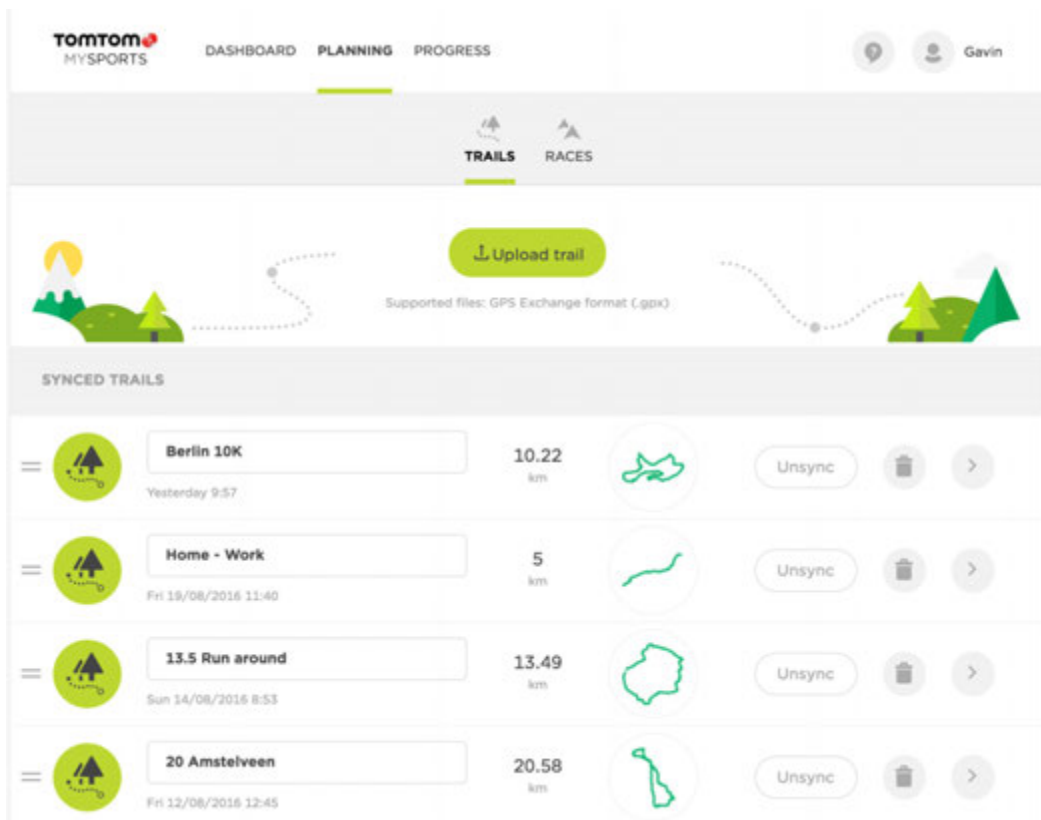 TOMTOM
MYSPORTS
DASHBOARD PLANNING PROGRESS
Gavin
TRAILS RACES
Upload trail
Supported files: GPS Exchange format (.gpx)
SYNCED TRAILS
Berlin 10K
10.22
km
Unsync
Yesterday 9:57
Home - Work
5
km
Unsync
Fri 19/08/2016 11:40
13.5 Run around
13.49
km
Unsync
Sun 14/08/2016 8:53
20 Amstelveen
20.58
km
Unsync
Fri 12/08/2016 12:45